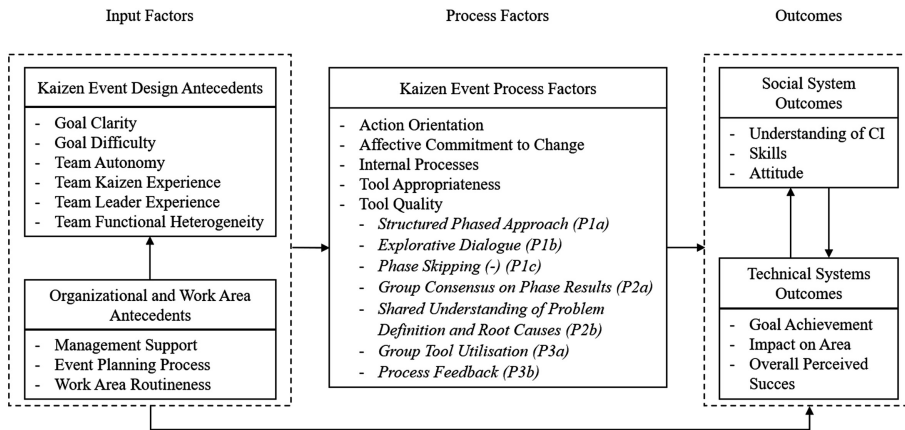 Input Factors
Process Factors
Outcomes
Kaizen Event Design Antecedents
- Goal Clarity
- Goal Difficulty
- Team Autonomy
- Team Kaizen Experience
- Team Leader Experience
- Team Functional Heterogeneity
Organizational and Work Area
Antecedents
- Management Support
- Event Planning Process
- Work Area Routineness
Kaizen Event Process Factors
- Action Orientation
- Affective Commitment to Change
- Internal Processes
- Tool Appropriateness
- Tool Quality
- Structured Phased Approach (P1a)
- Explorative Dialogue (P1b)
- Phase Skipping (-) (P1c)
- Group Consensus on Phase Results (P2a)
- Shared Understanding of Problem
Definition and Root Causes (P2b)
- Group Tool Utilisation (P3a)
- Process Feedback (P3b)
Social System
Outcomes
- Understanding of CI
- Skills
- Attitude
Technical Systems
Outcomes
- Goal Achievement
- Impact on Area
- Overall Perceived
Succes